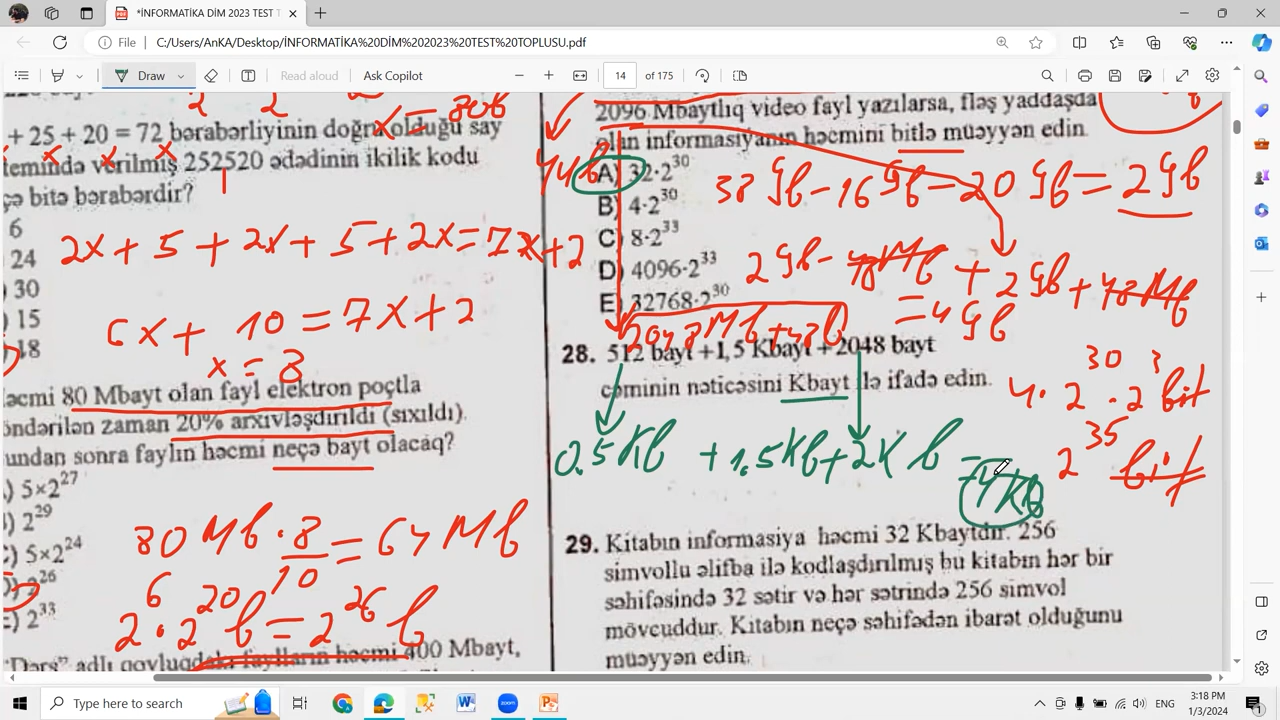 *İNFORMATİKA DİM 2023 TEST T
File
C:/Users/AnKA/Desktop/İNFORMATİKA%20DİM%202023%20TEST%20TOPLUSU.pdf
Draw
Read aloud
Ask Copilot
14 of 175
+ 25 + 20 = 72 bərabərliyinin doğru olduğu say
temində verilmiş 252520 ədədinin ikilik kodu
çə bitə bərabərdir?
6
24
30
15
18
2x + 5 + 2x + 5 + 2x = 7x + 2
6x + 10 = 7x + 2
x = 8
həcmi 80 Mbayt olan fayl elektron poçtla
öndərilən zaman 20% arxivləşdirildi (sıxıldı).
undan sonra faylın həcmi neçə bayt olacaq?
5×2^27
2^29
5×2^24
2^26
2^33
80 Mb · 8/10 = 64 Mb
2^6 · 2^20 b = 2^26 b
"Dərs" adlı qovluqdakı faylların həcmi 400 Mbayt,
2096 Mbaytlıq video fayl yazılarsa, fləş yaddaşda
olan informasiyanın həcmini bitlə müəyyən edin.
A) 32·2^30
B) 4·2^30
C) 8·2^33
D) 4096·2^33
E) 32768·2^30
38 Gb - 16 Gb - 20 Gb = 2 Gb
2 Gb - 48 Mb + 2 Gb + 48 Mb
= 4 Gb
2048 Mb + 48 b
4 · 2^30 · 2^3 bit
2^35 bit
28. 512 bayt +1,5 Kbayt +2048 bayt
cəminin nəticəsini Kbayt ilə ifadə edin.
0.5 Kb + 1.5 Kb + 2 Kb = 4 Kb
29. Kitabın informasiya həcmi 32 Kbaytdır. 256
simvollu əlifba ilə kodlaşdırılmış bu kitabın hər bir
səhifəsində 32 sətir və hər sətrində 256 simvol
mövcuddur. Kitabın neçə səhifədən ibarət olduğunu
müəyyən edin.
Type here to search
ENG
3:18 PM
1/3/2024